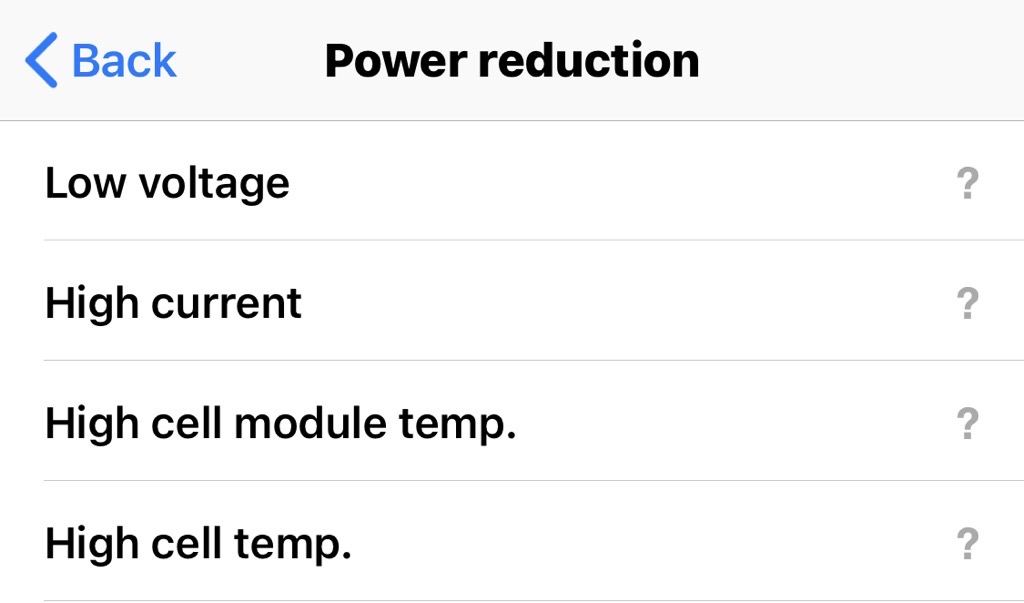 Back
Power reduction
Low voltage ?
High current ?
High cell module temp. ?
High cell temp. ?